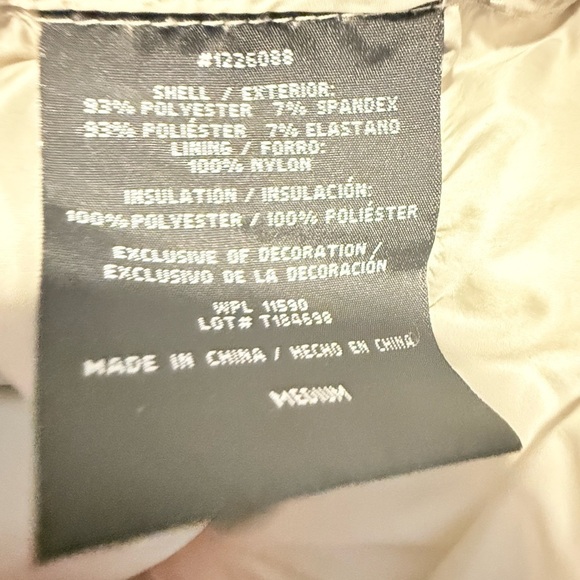 #1226088
SHELL / EXTERIOR:
93% POLYESTER 7% SPANDEX
93% POLIÉSTER 7% ELASTANO
LINING / FORRO:
100% NYLON
INSULATION / INSULACIÓN:
100% POLYESTER / 100% POLIÉSTER
EXCLUSIVE OF DECORATION /
EXCLUSIVO DE LA DECORACIÓN
WPL 11590
LOT# T184698
MADE IN CHINA / HECHO EN CHINA
MEDIUM